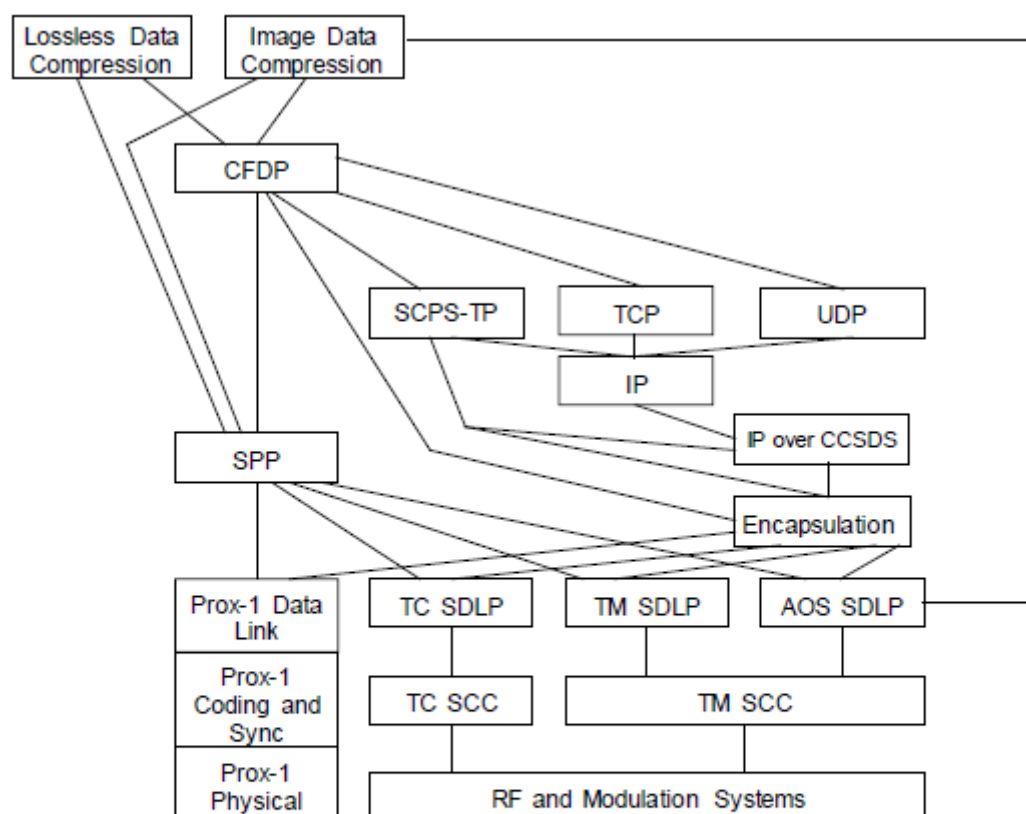 Lossless Data
Compression
Image Data
Compression
CFDP
SCPS-TP
TCP
UDP
IP
IP over CCSDS
SPP
Encapsulation
Prox-1 Data
Link
TC SDLP
TM SDLP
AOS SDLP
Prox-1
Coding and
Sync
TC SCC
TM SCC
Prox-1
Physical
RF and Modulation Systems